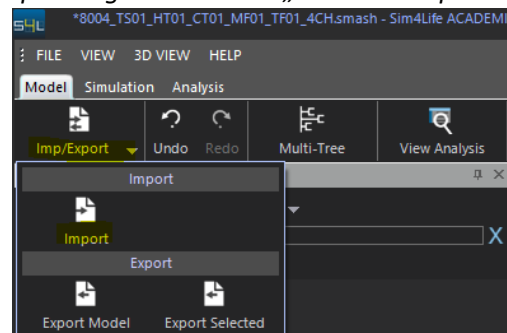 S4L *8004_TS01_HT01_CT01_MF01_TF01_4CH.smash - Sim4Life ACADEMI
FILE VIEW 3D VIEW HELP
Model Simulation Analysis
Imp/Export Undo Redo Multi-Tree View Analysis
Import
Import
X
Export
Export Model Export Selected